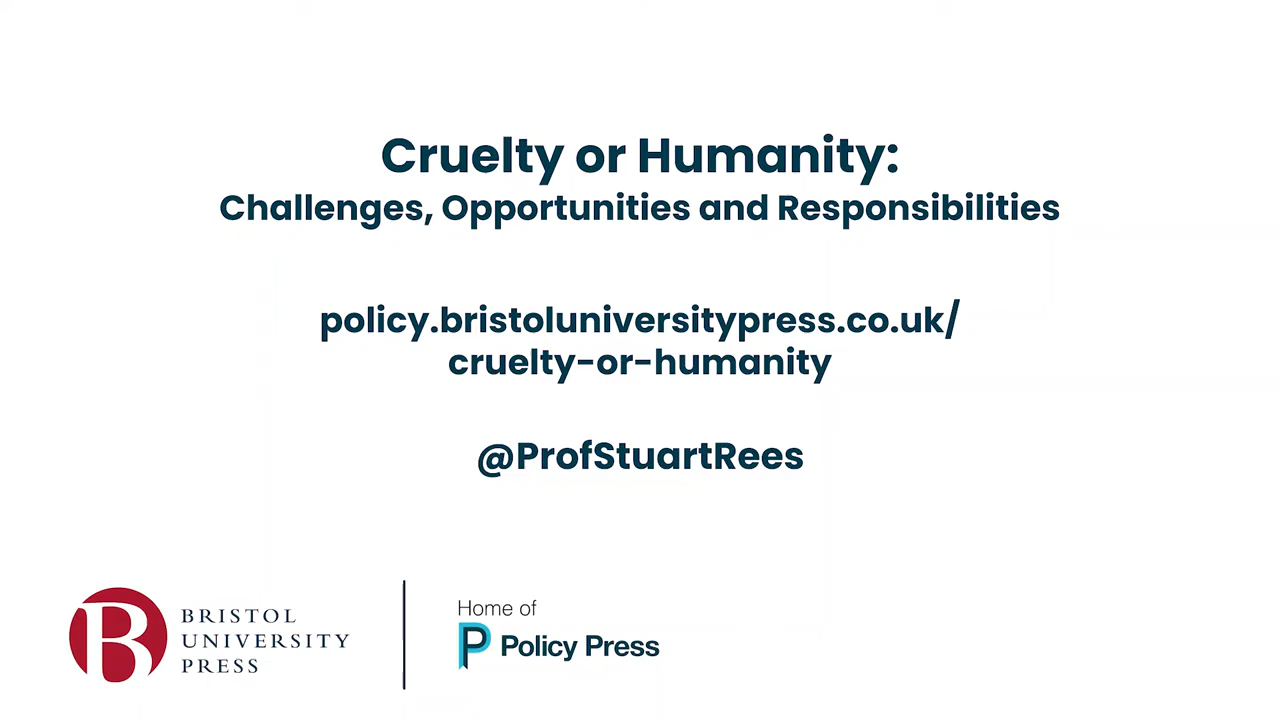 Cruelty or Humanity:
Challenges, Opportunities and Responsibilities
policy.bristoluniversitypress.co.uk/
cruelty-or-humanity
@ProfStuartRees
B
BRISTOL
UNIVERSITY
PRESS
Home of
P Policy Press